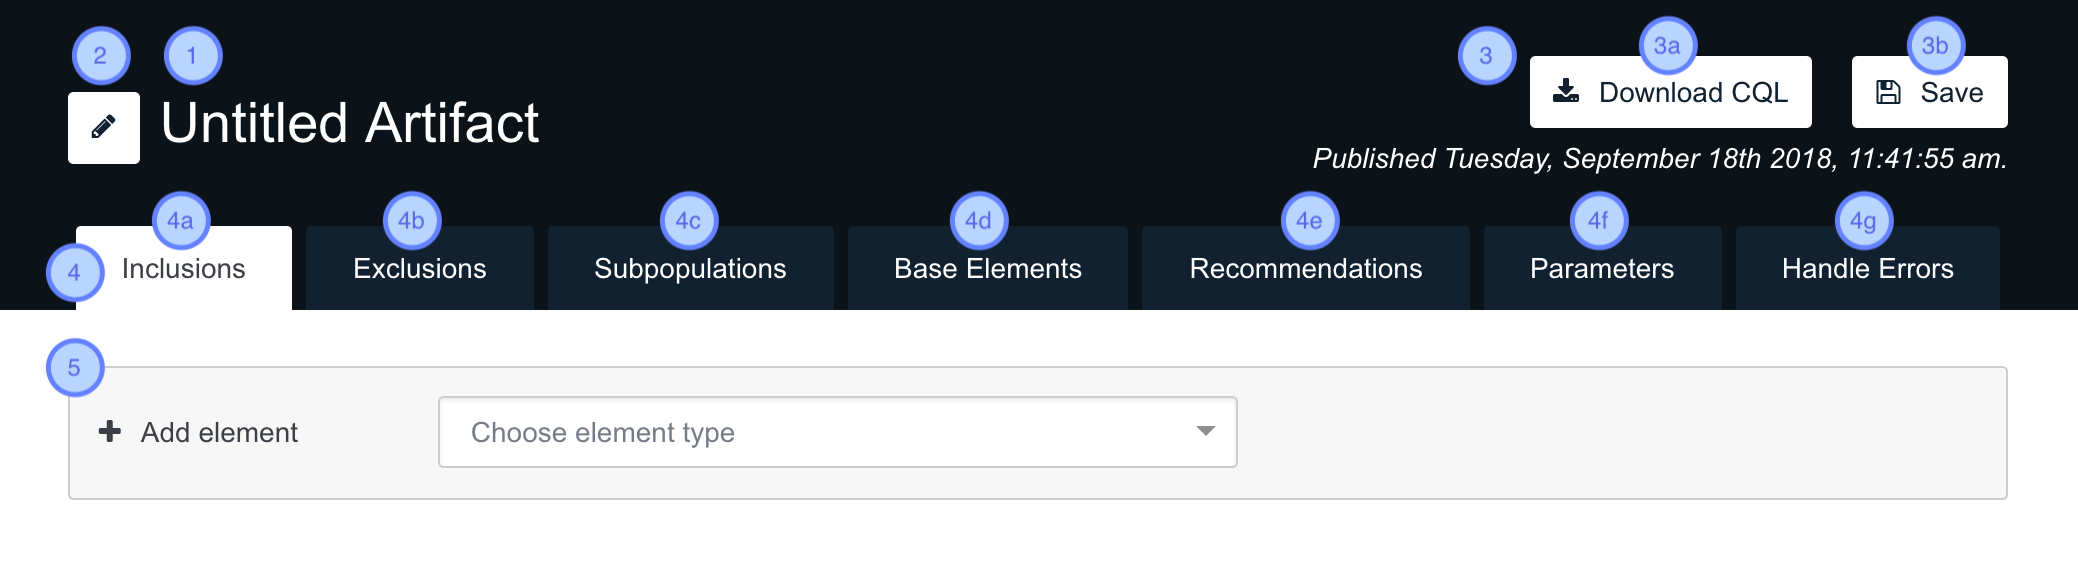 2 1 3 3a 3b
Download CQL Save
Untitled Artifact
Published Tuesday, September 18th 2018, 11:41:55 am.
4a 4b 4c 4d 4e 4f 4g
4 Inclusions Exclusions Subpopulations Base Elements Recommendations Parameters Handle Errors
5
Add element Choose element type